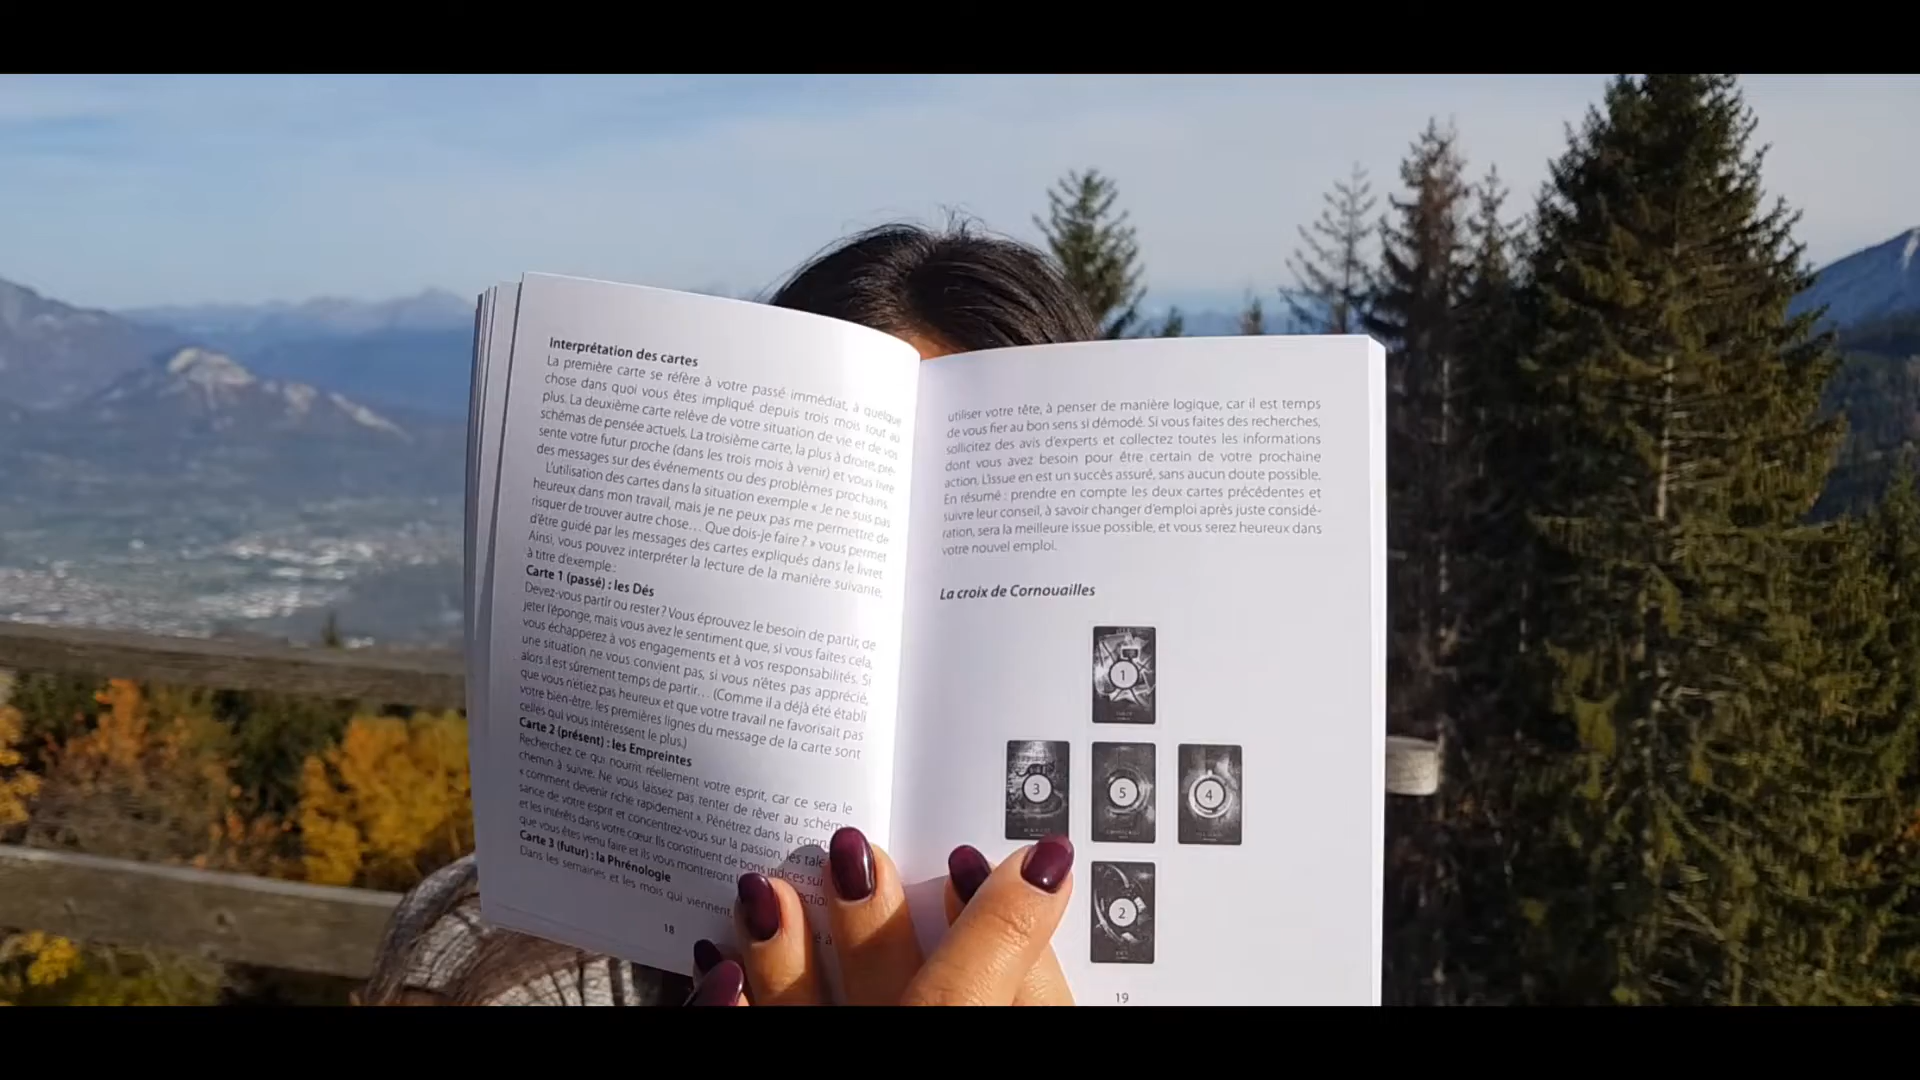 Interprétation des cartes
La première carte se réfère à votre passé immédiat, à quelque
chose dans quoi vous êtes impliqué depuis trois mois tout au
plus. La deuxième carte relève de votre situation de vie et de vos
schémas de pensée actuels. La troisième carte, la plus à droite, pré-
sente votre futur proche (dans les trois mois à venir) et vous livre
des messages sur des événements ou des problèmes prochains.
L'utilisation des cartes dans la situation exemple « Je ne suis pas
heureux dans mon travail, mais je ne peux pas me permettre de
risquer de trouver autre chose… Que dois-je faire ? » vous permet
d'être guidé par les messages des cartes expliqués dans le livret.
Ainsi, vous pouvez interpréter la lecture de la manière suivante,
à titre d'exemple :
Carte 1 (passé) : les Dés
Devez-vous partir ou rester ? Vous éprouvez le besoin de partir, de
jeter l'éponge, mais vous avez le sentiment que, si vous faites cela,
vous échapperez à vos engagements et à vos responsabilités. Si
une situation ne vous convient pas, si vous n'êtes pas apprécié,
alors il est sûrement temps de partir… (Comme il a déjà été établi
que vous n'étiez pas heureux et que votre travail ne favorisait pas
votre bien-être, les premières lignes du message de la carte sont
celles qui vous intéressent le plus.)
Carte 2 (présent) : les Empreintes
Recherchez ce qui nourrit réellement votre esprit, car ce sera le
chemin à suivre. Ne vous laissez pas tenter de rêver au schéma
« comment devenir riche rapidement ». Pénétrez dans la conn
sance de votre esprit et concentrez-vous sur la passion, les tale
et les intérêts dans votre cœur. Ils constituent de bons indices sur
que vous êtes venu faire et ils vous montreront
Carte 3 (futur) : la Phrénologie
Dans les semaines et les mois qui viennent,
18
utiliser votre tête, à penser de manière logique, car il est temps
de vous fier au bon sens si démodé. Si vous faites des recherches,
sollicitez des avis d'experts et collectez toutes les informations
dont vous avez besoin pour être certain de votre prochaine
action. L'issue en est un succès assuré, sans aucun doute possible.
En résumé : prendre en compte les deux cartes précédentes et
suivre leur conseil, à savoir changer d'emploi après juste considé-
ration, sera la meilleure issue possible, et vous serez heureux dans
votre nouvel emploi.
La croix de Cornouailles
1
3
5
4
2
19